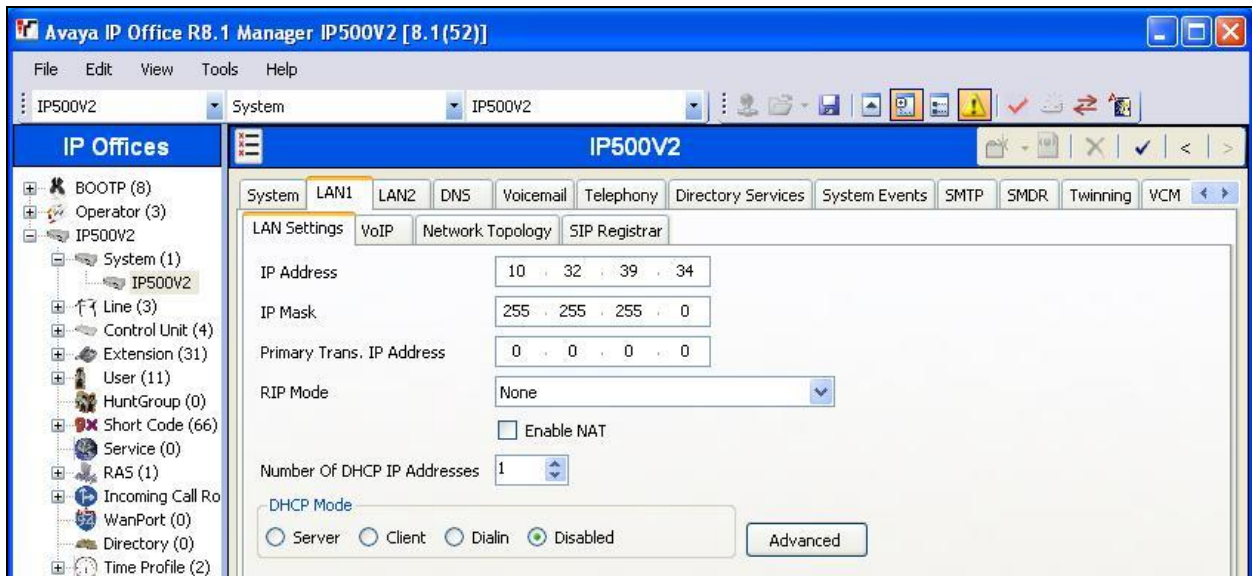 Avaya IP Office R8.1 Manager IP500V2 [8.1(52)]
File Edit View Tools Help
IP500V2 System IP500V2
IP Offices
IP500V2
BOOTP (8)
Operator (3)
IP500V2
System (1)
IP500V2
Line (3)
Control Unit (4)
Extension (31)
User (11)
HuntGroup (0)
Short Code (66)
Service (0)
RAS (1)
Incoming Call Ro
WanPort (0)
Directory (0)
Time Profile (2)
System LAN1 LAN2 DNS Voicemail Telephony Directory Services System Events SMTP SMDR Twinning VCM
LAN Settings VoIP Network Topology SIP Registrar
IP Address 10 . 32 . 39 . 34
IP Mask 255 . 255 . 255 . 0
Primary Trans. IP Address 0 . 0 . 0 . 0
RIP Mode None
Enable NAT
Number Of DHCP IP Addresses 1
DHCP Mode
Server Client Dialin Disabled Advanced